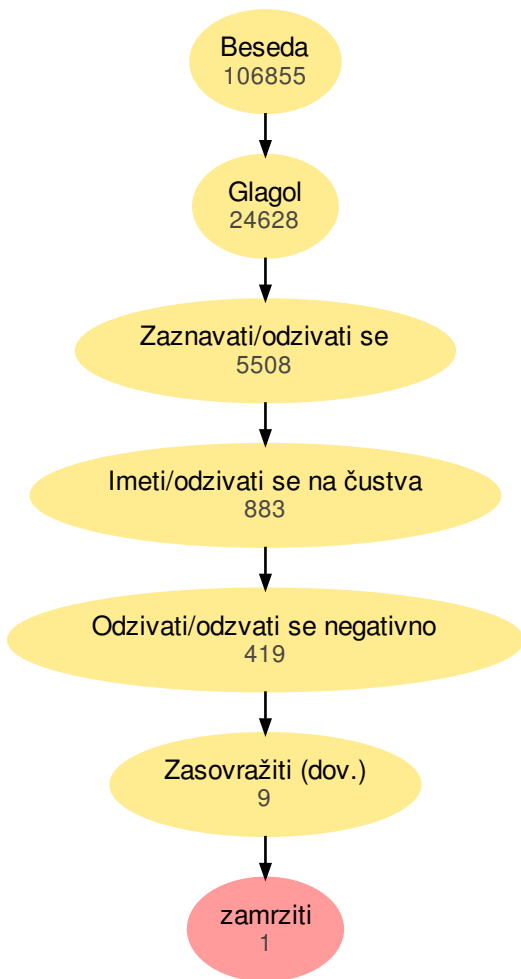 Beseda
106855
Glagol
24628
Zaznavati/odzivati se
5508
Imeti/odzivati se na čustva
883
Odzivati/odzvati se negativno
419
Zasovražiti (dov.)
9
zamrziti
1